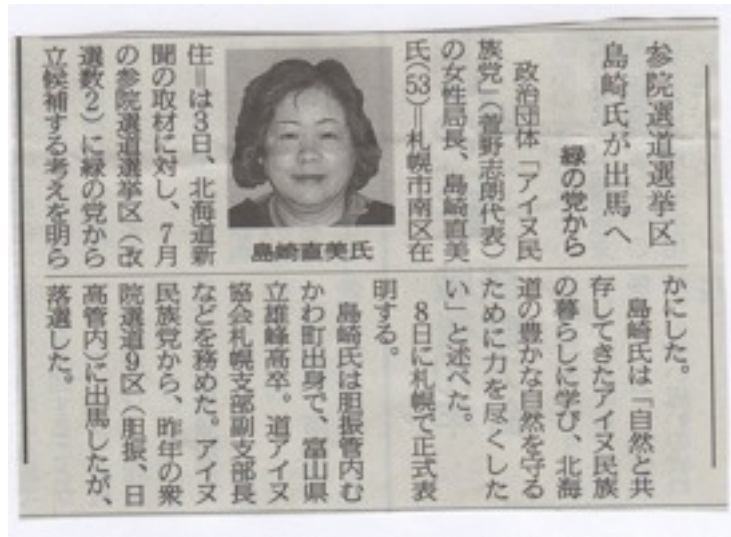 参院選道選挙区
島崎氏が出馬へ
緑の党から
政治団体「アイヌ民
族党」(萱野志朗代表)
の女性局長、島崎直美
氏(53)=札幌市南区在
住=は3日、北海道新
聞の取材に対し、7月
の参院選道選挙区(改
選数2)に緑の党から
立候補する考えを明ら
島崎直美氏
かにした。
島崎氏は「自然と共
存してきたアイヌ民族
の暮らしに学び、北海
道の豊かな自然を守る
ために力を尽くした
い」と述べた。
8日に札幌で正式表
明する。
島崎氏は胆振管内む
かわ町出身で、富山県
立雄峰高卒。道アイヌ
協会札幌支部副支部長
などを務めた。アイヌ
民族党から、昨年の衆
院選道9区(胆振、日
高管内)に出馬したが、
落選した。